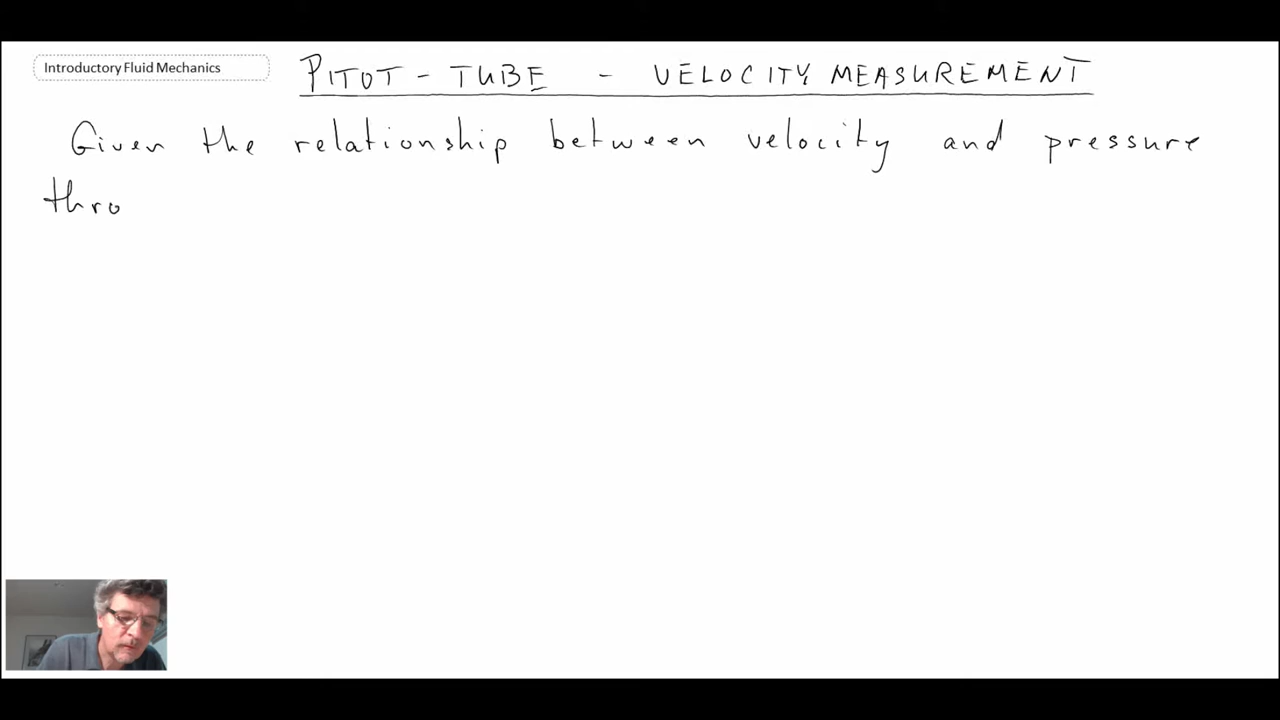 Introductory Fluid Mechanics
PITOT - TUBE - VELOCITY MEASUREMENT
Given the relationship between velocity and pressure
thro